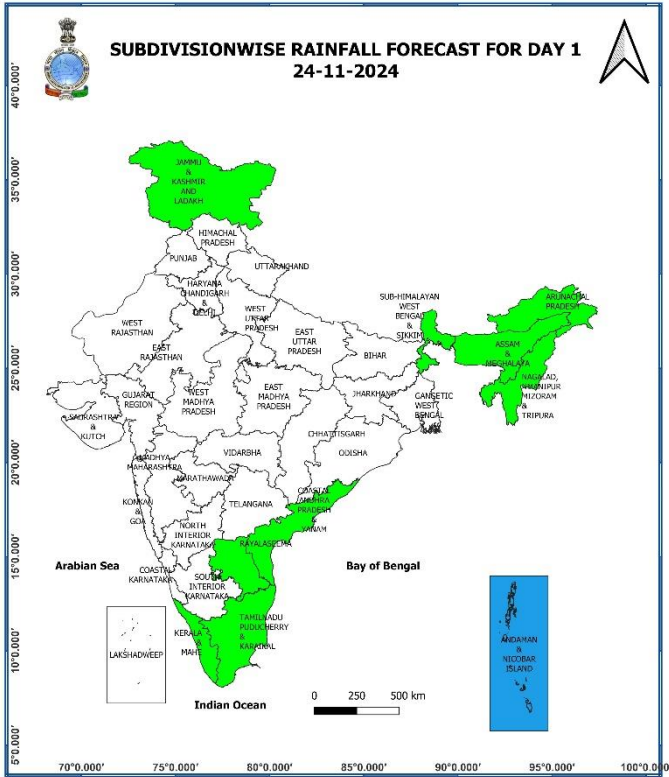 SUBDIVISIONWISE RAINFALL FORECAST FOR DAY 1
24-11-2024
40°0.000'
35°0.000'
30°0.000'
25°0.000'
20°0.000'
15°0.000'
10°0.000'
5°0.000'
JAMMU
&
KASHMIR
AND
LADAKH
HIMACHAL
PRADESH
PUNJAB
UTTARAKHAND
HARYANA
CHANDIGARH
&
DELHI
WEST
RAJASTHAN
EAST
RAJASTHAN
WEST
UTTAR
PRADESH
EAST
UTTAR
PRADESH
SUB-HIMALAYAN
WEST
BENGAL
&
SIKKIM
ARUNACHAL
PRADESH
ASSAM
&
MEGHALAYA
NAGALAD,
MANIPUR
MIZORAM
&
TRIPURA
BIHAR
JHARKHAND
GANGETIC
WEST
BENGAL
GUJARAT
REGION
SAURASHTRA
&
KUTCH
WEST
MADHYA
PRADESH
EAST
MADHYA
PRADESH
CHHATTISGARH
ODISHA
VIDARBHA
MADHYA
MAHARASHTRA
MARATHAWADA
KONKAN
&
GOA
TELANGANA
COASTAL
ANDHRA
PRADESH
&
YANAM
NORTH
INTERIOR
KARNATAKA
RAYALASEEMA
COASTAL
KARNATAKA
SOUTH
INTERIOR
KARNATAKA
Arabian Sea
Bay of Bengal
TAMILNADU
PUDUCHERRY
&
KARAIKAL
KERALA
&
MAHE
LAKSHADWEEP
ANDAMAN
&
NICOBAR
ISLAND
Indian Ocean
0 250 500 km
70°0.000' 75°0.000' 80°0.000' 85°0.000' 90°0.000' 95°0.000' 100°0.000